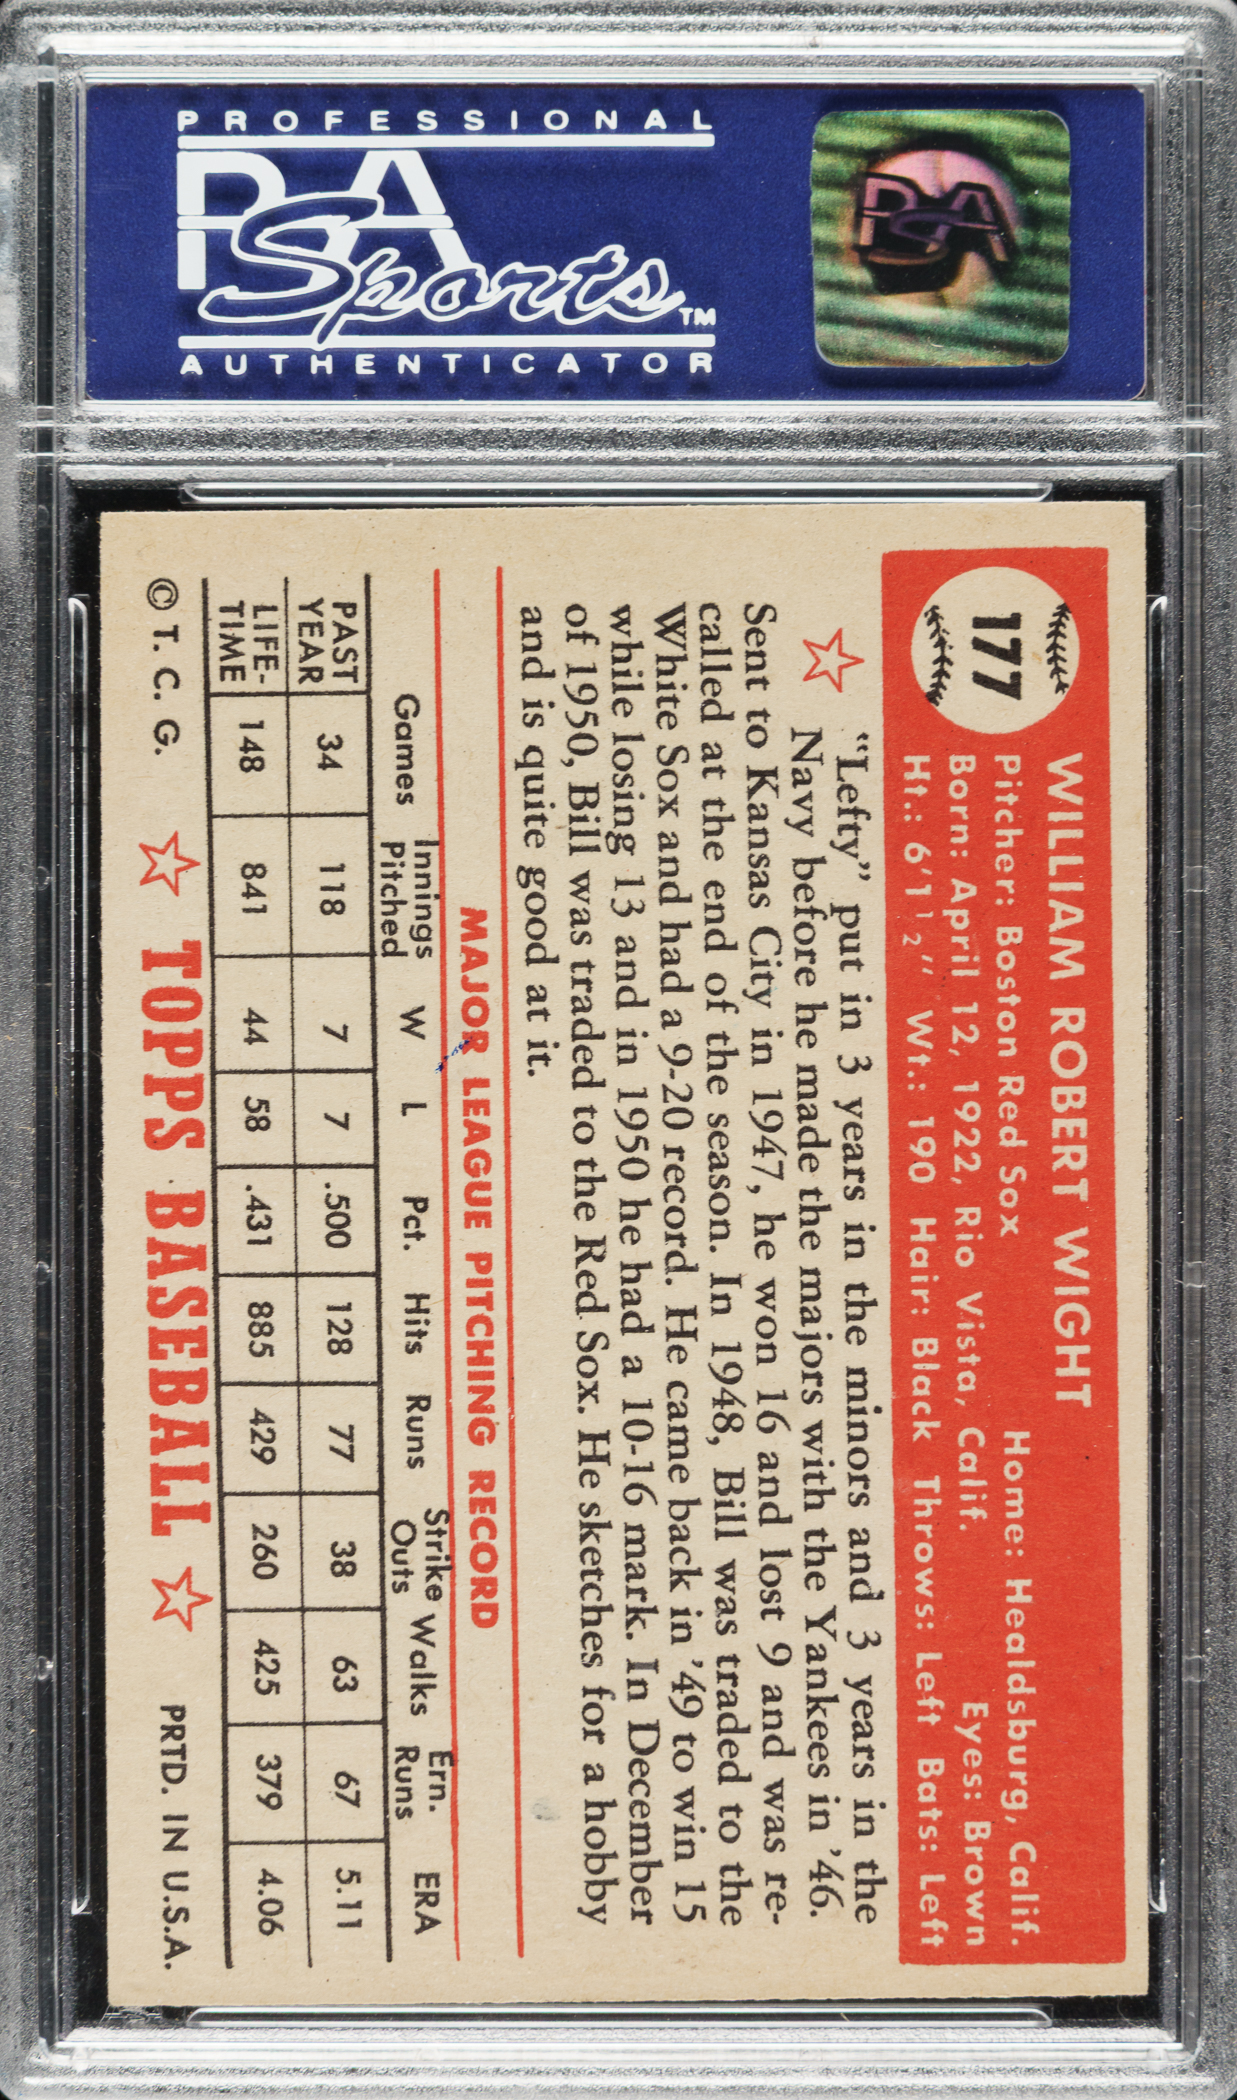 PROFESSIONAL
PSA
Sports™
AUTHENTICATOR
PSA
177
WILLIAM ROBERT WIGHT
Pitcher: Boston Red Sox Home: Healdsburg, Calif.
Born: April 12, 1922, Rio Vista, Calif. Eyes: Brown
Ht.: 6'1 1/2" Wt.: 190 Hair: Black Throws: Left Bats: Left
"Lefty" put in 3 years in the minors and 3 years in the
Navy before he made the majors with the Yankees in '46.
Sent to Kansas City in 1947, he won 16 and lost 9 and was re-
called at the end of the season. In 1948, Bill was traded to the
White Sox and had a 9-20 record. He came back in '49 to win 15
while losing 13 and in 1950 he had a 10-16 mark. In December
of 1950, Bill was traded to the Red Sox. He sketches for a hobby
and is quite good at it.
MAJOR LEAGUE PITCHING RECORD
Games Innings Pitched W L Pct. Hits Runs Strike Outs Walks Ern. Runs ERA
PAST YEAR 34 118 7 7 .500 128 77 38 63 67 5.11
LIFE-TIME 148 841 44 58 .431 885 429 260 425 379 4.06
© T. C. G. TOPPS BASEBALL PRTD. IN U.S.A.